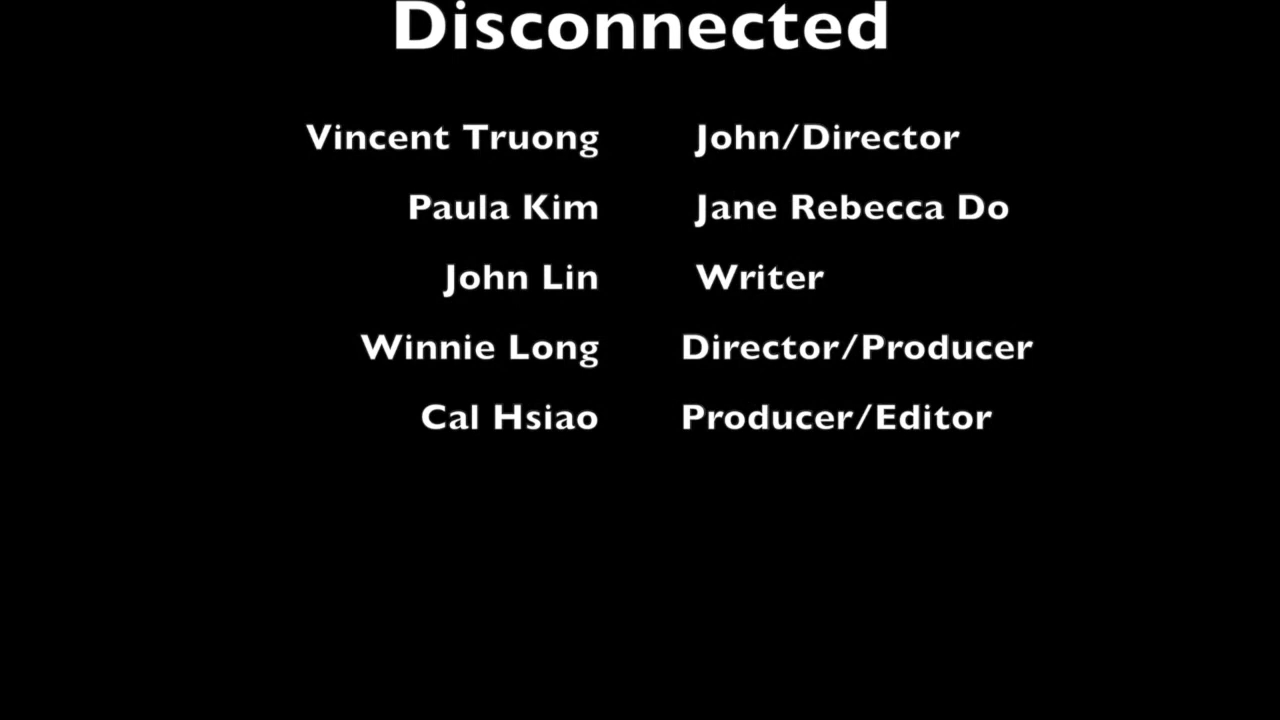 Disconnected
Vincent Truong John/Director
Paula Kim Jane Rebecca Do
John Lin Writer
Winnie Long Director/Producer
Cal Hsiao Producer/Editor